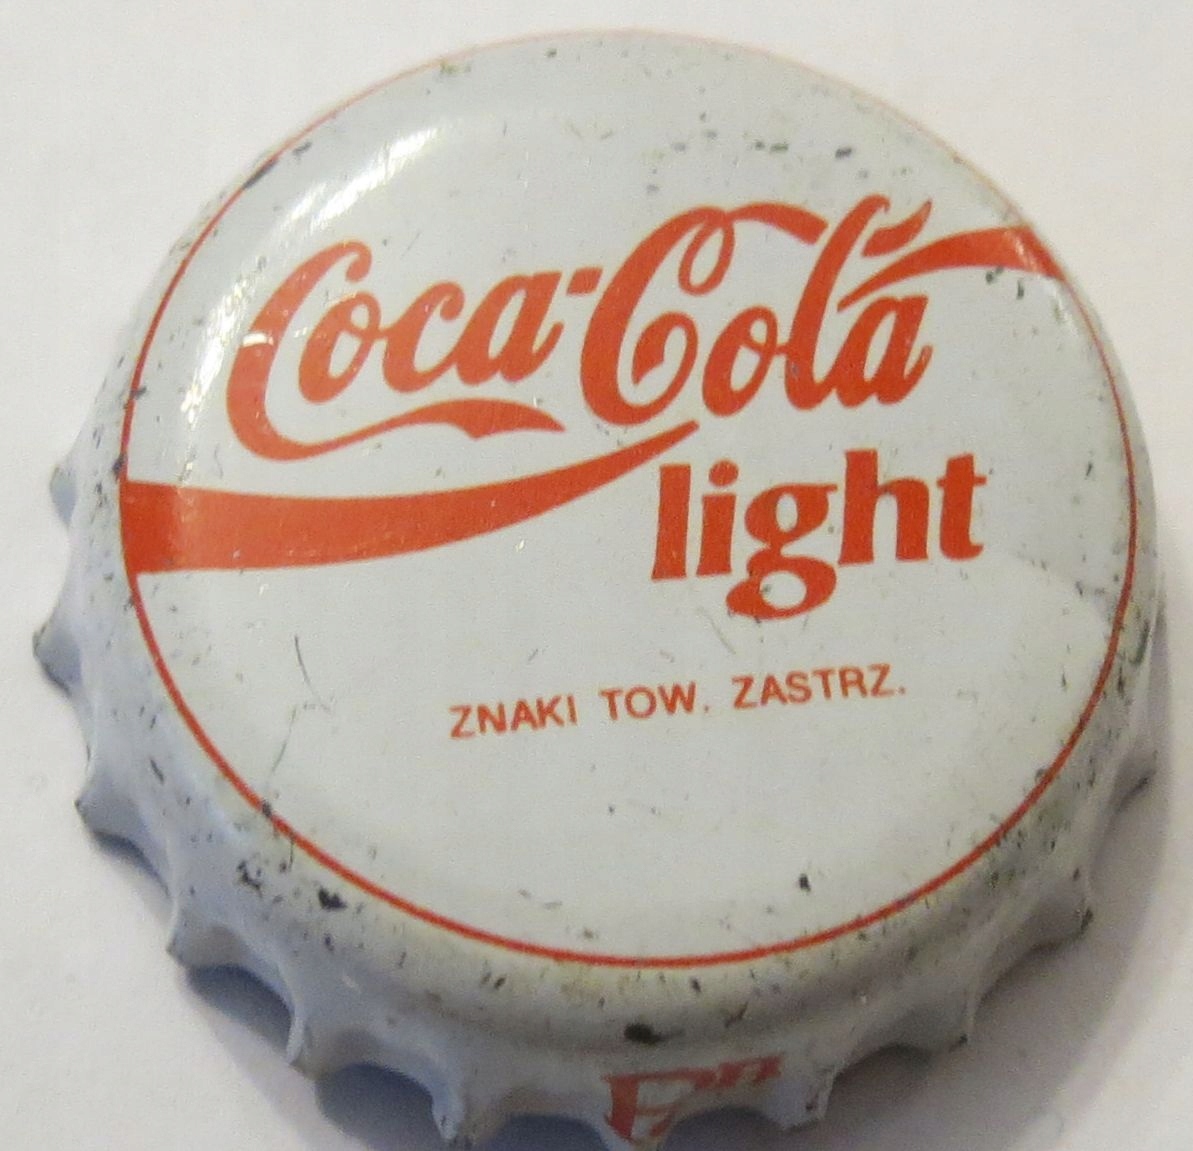 Coca-Cola
light
ZNAKI TOW. ZASTRZ.